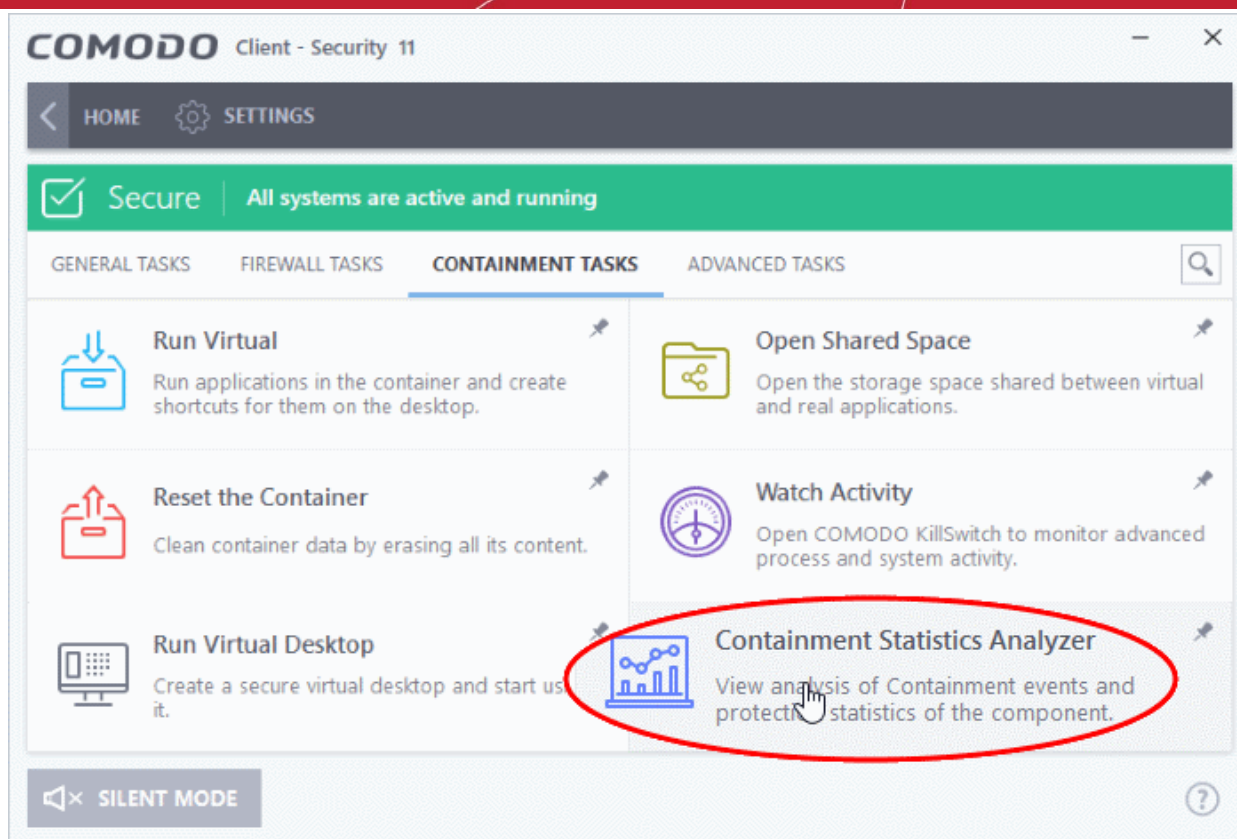 COMODO Client - Security 11
HOME SETTINGS
Secure All systems are active and running
GENERAL TASKS FIREWALL TASKS CONTAINMENT TASKS ADVANCED TASKS
Run Virtual
Run applications in the container and create
shortcuts for them on the desktop.
Open Shared Space
Open the storage space shared between virtual
and real applications.
Reset the Container
Clean container data by erasing all its content.
Watch Activity
Open COMODO KillSwitch to monitor advanced
process and system activity.
Run Virtual Desktop
Create a secure virtual desktop and start
it.
Containment Statistics Analyzer
View analysis of Containment events and
statistics of the component.
SILENT MODE
?